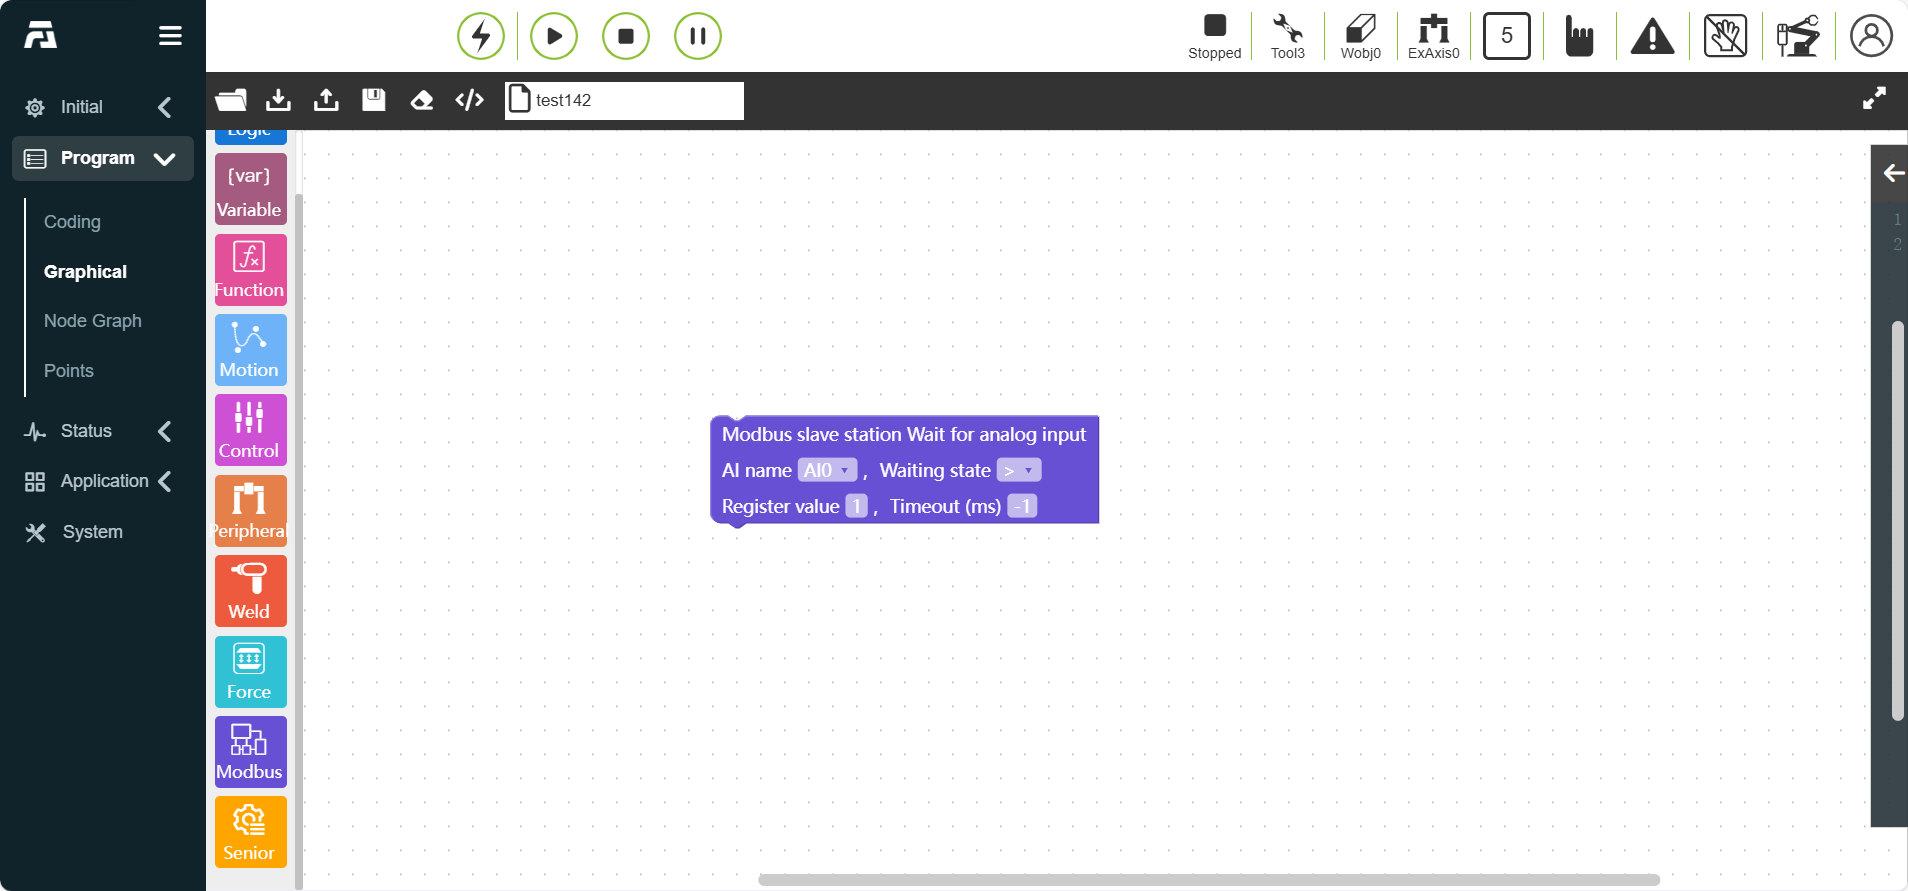 Stopped
Tool3
Wobj0
ExAxis0
5
Initial
Program
Coding
Graphical
Node Graph
Points
Status
Application
System
test142
Logic
{var}
Variable
Function
Motion
Control
Peripheral
Weld
Force
Modbus
Senior
Modbus slave station Wait for analog input
AI name AI0 , Waiting state >
Register value 1 , Timeout (ms) -1
1
2